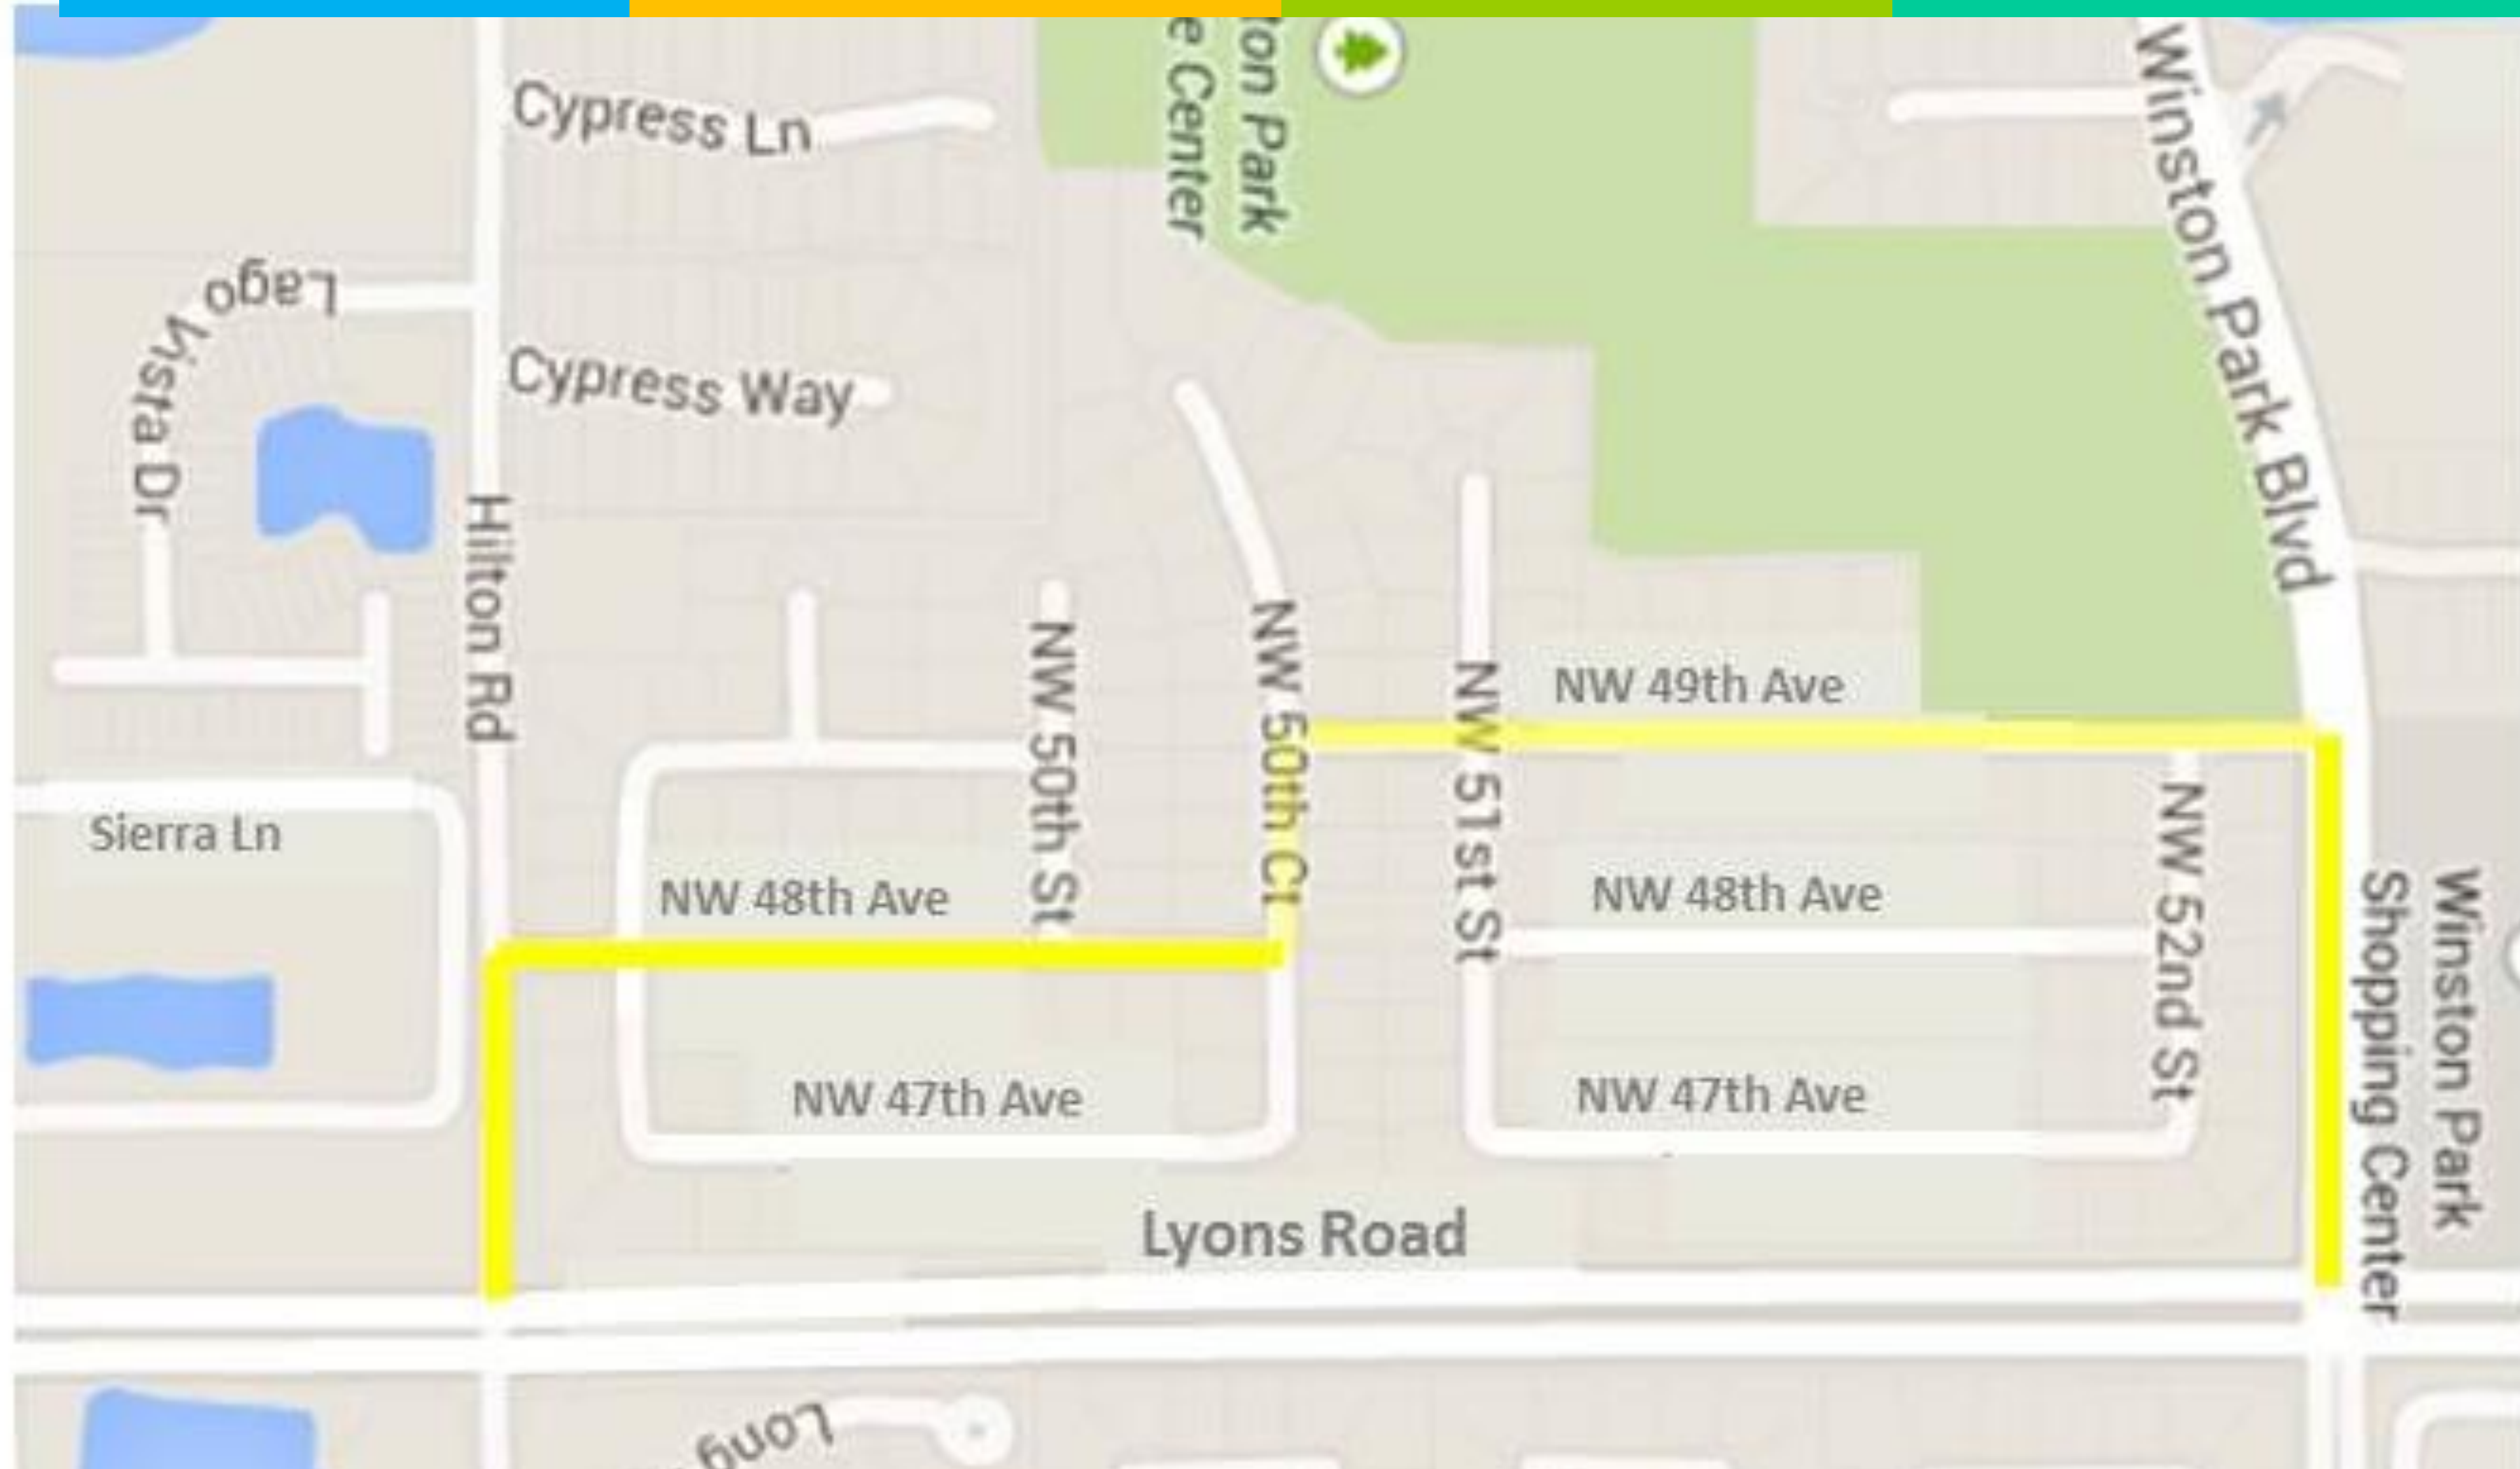 ton Park
e Center
Winston Park Blvd
Cypress Ln
Lago Vista Dr
Cypress Way
Hilton Rd
NW 50th St
NW 50th Ct
NW 51st St
NW 49th Ave
Sierra Ln
NW 48th Ave
NW 48th Ave
NW 52nd St
Winston Park
Shopping Center
NW 47th Ave
NW 47th Ave
Lyons Road
Long